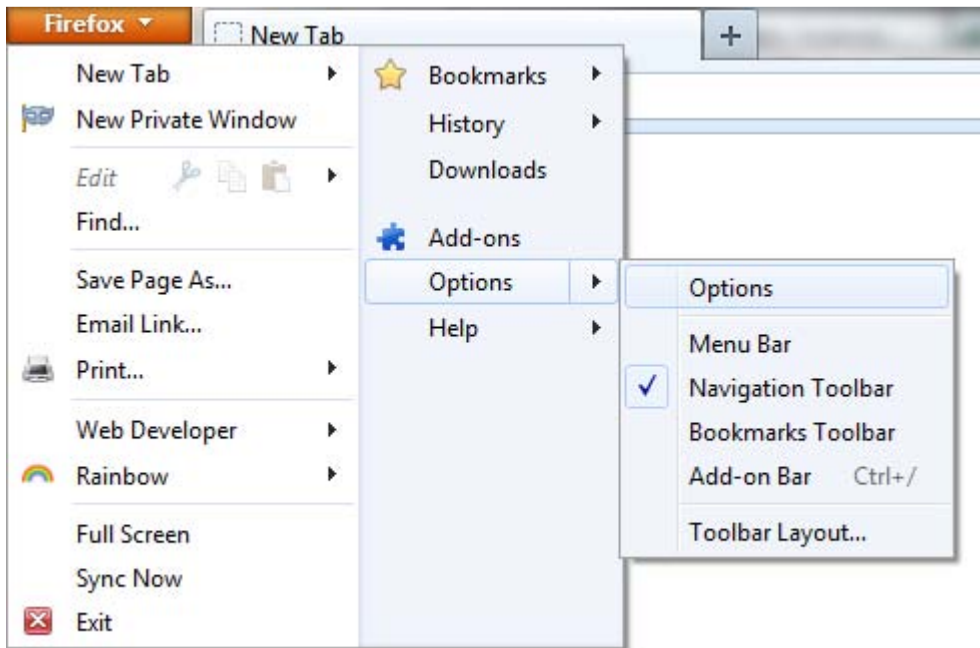 Firefox
New Tab
New Tab
New Private Window
Edit
Find...
Save Page As...
Email Link...
Print...
Web Developer
Rainbow
Full Screen
Sync Now
Exit
Bookmarks
History
Downloads
Add-ons
Options
Help
Options
Menu Bar
Navigation Toolbar
Bookmarks Toolbar
Add-on Bar Ctrl+/
Toolbar Layout...